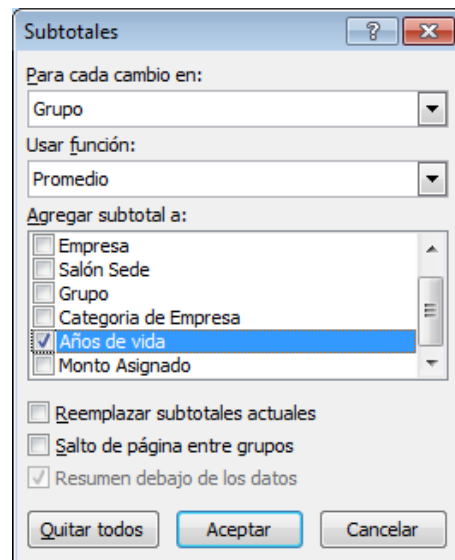 Subtotales
Para cada cambio en:
Grupo
Usar función:
Promedio
Agregar subtotal a:
Empresa
Salón Sede
Grupo
Categoria de Empresa
Años de vida
Monto Asignado
Reemplazar subtotales actuales
Salto de página entre grupos
Resumen debajo de los datos
Quitar todos Aceptar Cancelar